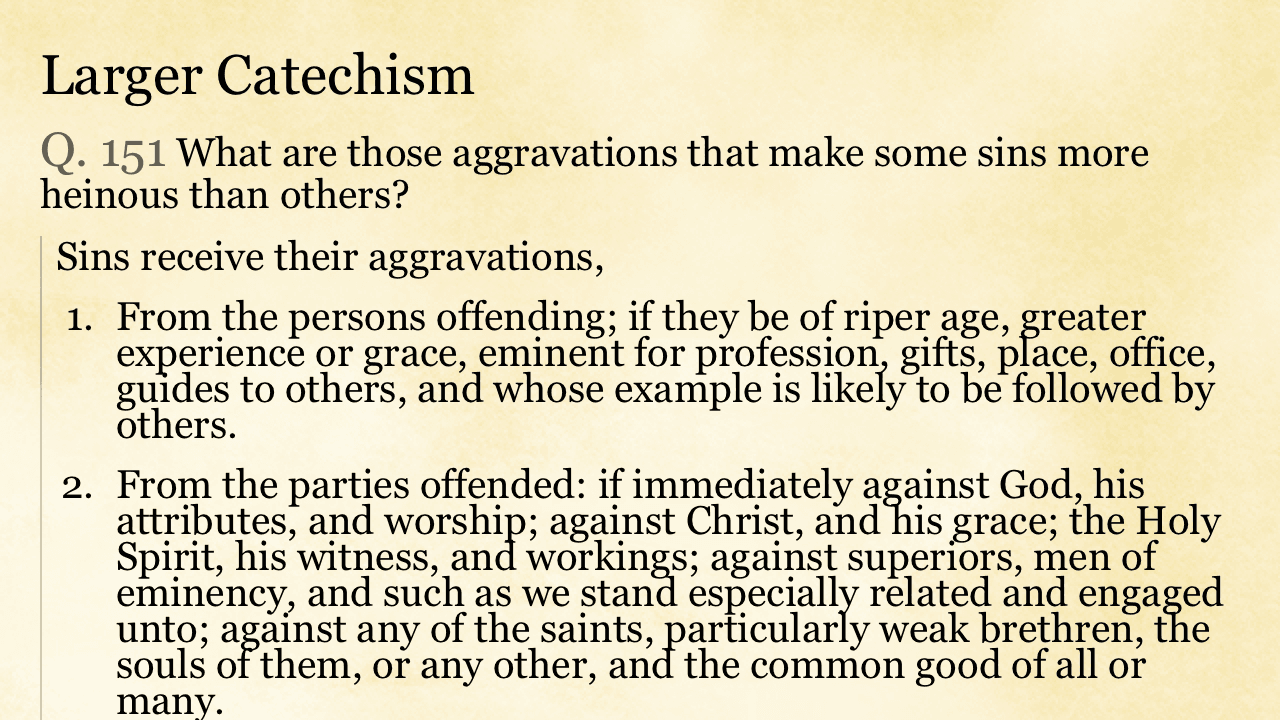 Larger Catechism
Q. 151 What are those aggravations that make some sins more
heinous than others?
Sins receive their aggravations,
1. From the persons offending; if they be of riper age, greater
experience or grace, eminent for profession, gifts, place, office,
guides to others, and whose example is likely to be followed by
others.
2. From the parties offended: if immediately against God, his
attributes, and worship; against Christ, and his grace; the Holy
Spirit, his witness, and workings; against superiors, men of
eminency, and such as we stand especially related and engaged
unto; against any of the saints, particularly weak brethren, the
souls of them, or any other, and the common good of all or
many.